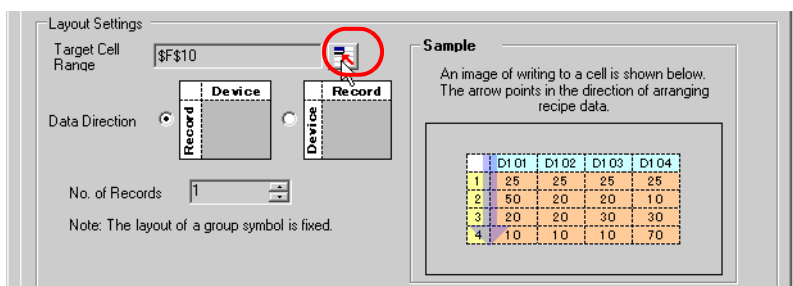 Layout Settings
Target Cell
Range
$F$10
Device
Record
Data Direction
Record
Device
No. of Records
1
Note: The layout of a group symbol is fixed.
Sample
An image of writing to a cell is shown below.
The arrow points in the direction of arranging
recipe data.
D101 D102 D103 D104
1 25 25 25 25
2 50 20 20 10
3 20 20 30 30
4 10 10 10 70